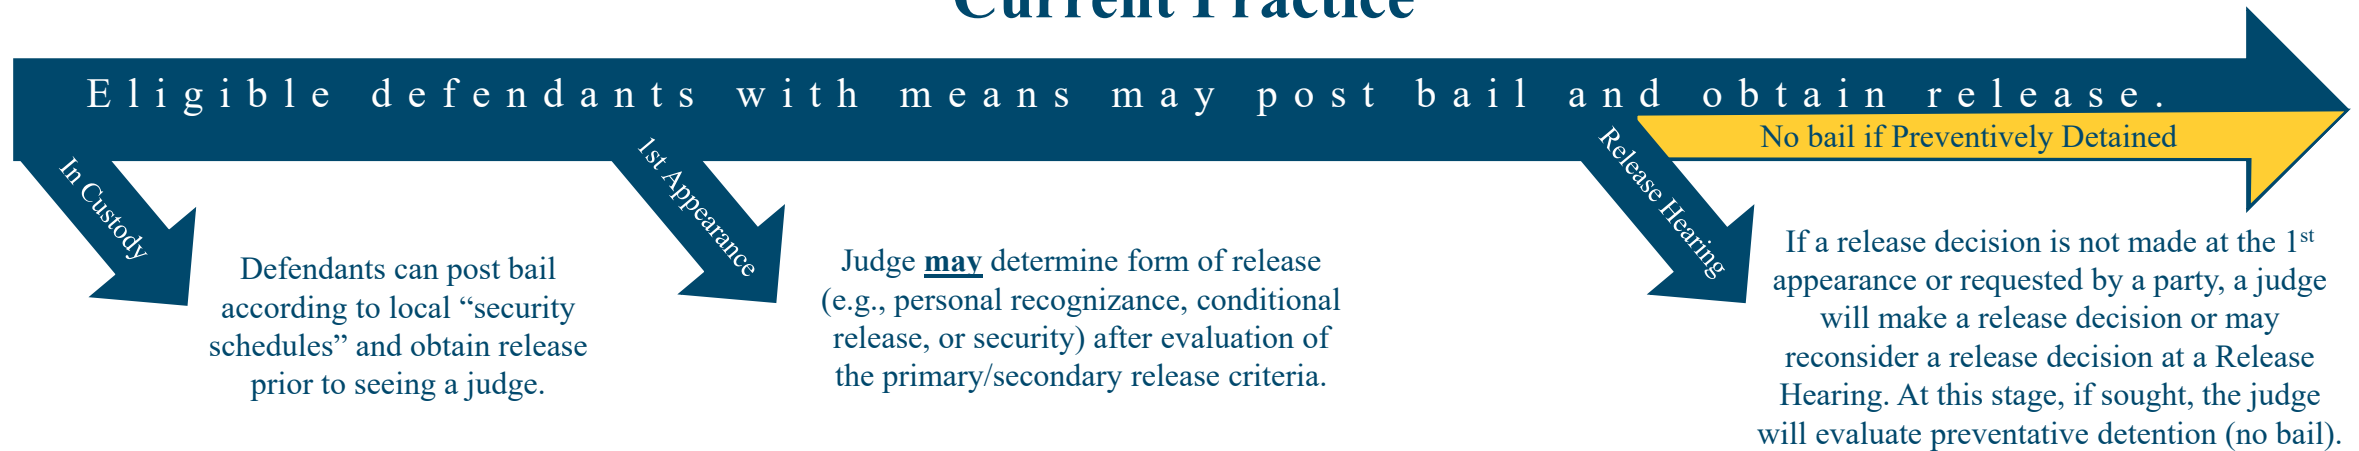 Current Practice
Eligible defendants with means may post bail and obtain release.
No bail if Preventively Detained
In Custody
1st Appearance
Release Hearing
Defendants can post bail
according to local “security
schedules” and obtain release
prior to seeing a judge.
Judge may determine form of release
(e.g., personal recognizance, conditional
release, or security) after evaluation of
the primary/secondary release criteria.
If a release decision is not made at the 1st
appearance or requested by a party, a judge
will make a release decision or may
reconsider a release decision at a Release
Hearing. At this stage, if sought, the judge
will evaluate preventative detention (no bail).